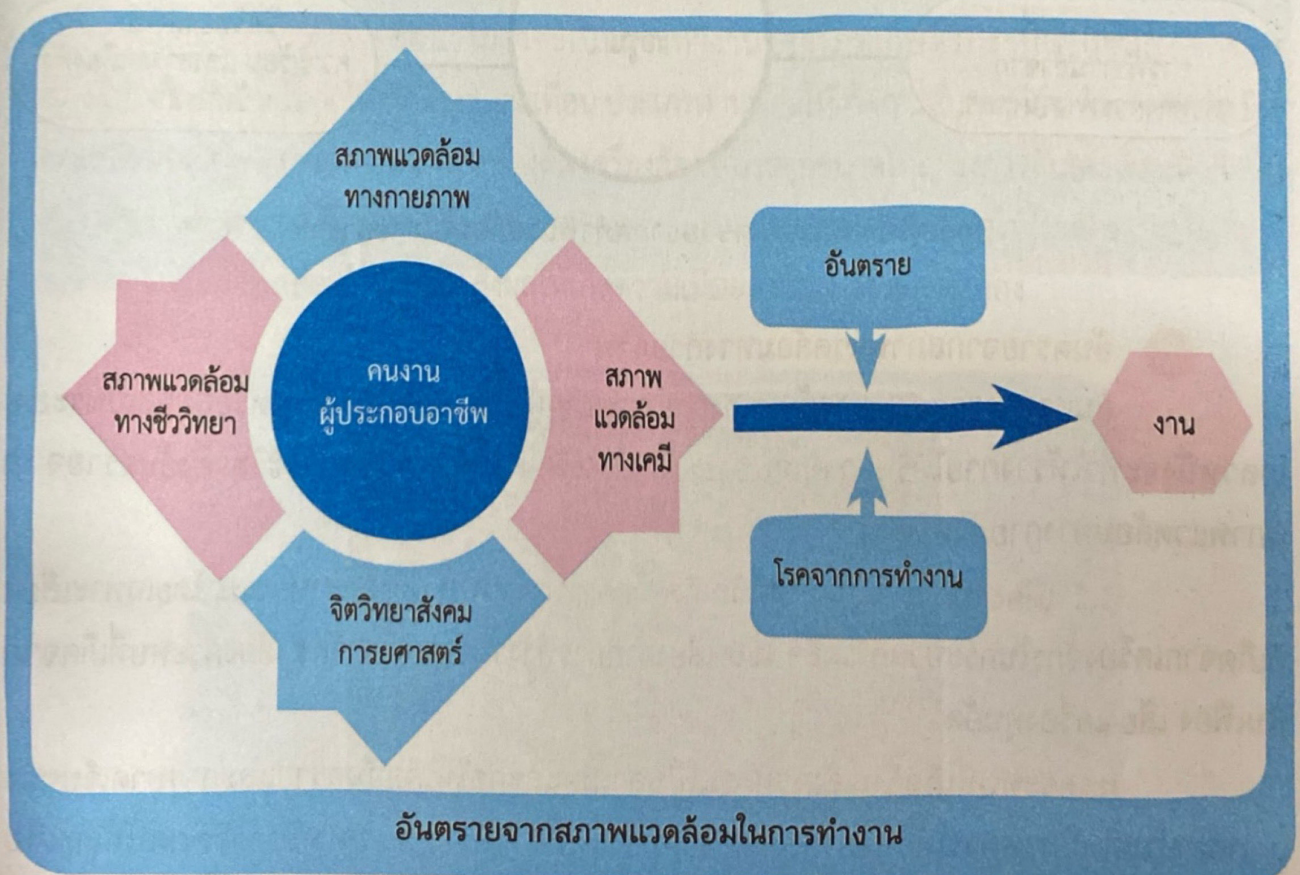 สภาพแวดล้อม
ทางกายภาพ
สภาพแวดล้อม
ทางชีววิทยา
คนงาน
ผู้ประกอบอาชีพ
สภาพ
แวดล้อม
ทางเคมี
จิตวิทยาสังคม
การยศาสตร์
อันตราย
โรคจากการทำงาน
งาน
อันตรายจากสภาพแวดล้อมในการทำงาน